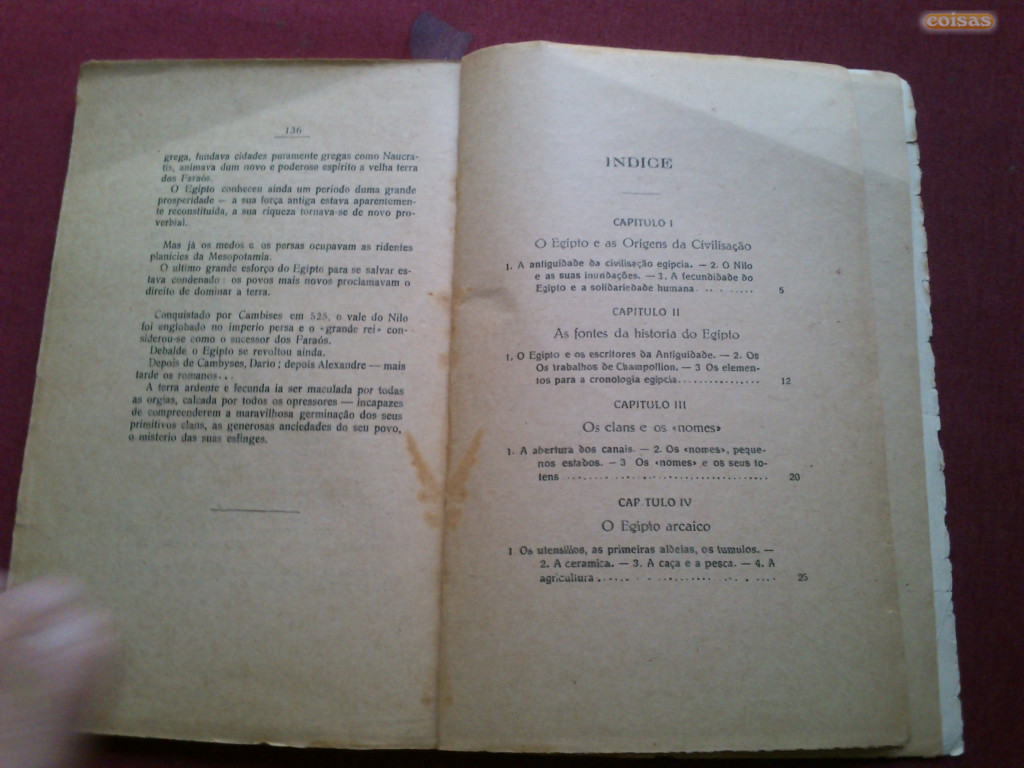 coisas
136
grega, fundava cidades puramente gregas como Naucra-
tis, animava dum novo e poderoso espirito a velha terra
dos Faraós.
O Egipto conheceu ainda um periodo duma grande
prosperidade — a sua força antiga estava aparentemen-
te reconstituida, a sua riqueza tornava-se de novo pro-
verbial.
Mas já os medos e os persas ocupavam as ridentes
planicies da Mesopotamia.
O ultimo grande esforço do Egipto para se salvar es-
tava condenado: os povos mais novos proclamavam o
direito de dominar a terra.
Conquistado por Cambises em 525, o vale do Nilo
foi englobado no imperio persa e o «grande rei» con-
siderou-se como o sucessor dos Faraós.
Debalde o Egipto se revoltou ainda.
Depois de Cambyses, Dario; depois Alexandre — mais
tarde os romanos...
A terra ardente e fecunda ia ser maculada por todas
as orgias, calcada por todos os opressores — incapazes
de compreenderem a maravilhosa germinação dos seus
primitivos clans, as generosas anciedades do seu povo,
o misterio das suas esfinges.
INDICE
CAPITULO I
O Egipto e as Origens da Civilisação
1. A antiguidade da civilisação egipcia. — 2. O Nilo
e as suas inundações. — 3. A fecundidade do
Egipto e a solidariedade humana. .. ...... 5
CAPITULO II
As fontes da historia do Egipto
1. O Egipto e os escritores da Antiguidade. — 2. Os
Os trabalhos de Champollion. — 3 Os elemen-
tos para a cronologia egipcia............... 12
CAPITULO III
Os clans e os «nomes»
1. A abertura dos canais. — 2. Os «nomes», peque-
nos estados. — 3 Os «nomes» e os seus to-
tens .................................... 20
CAP TULO IV
O Egipto arcaico
1 Os utensilios, as primeiras aldeias, os tumulos. —
2. A ceramica. — 3. A caça e a pesca. — 4. A
agricultura ............................... 25